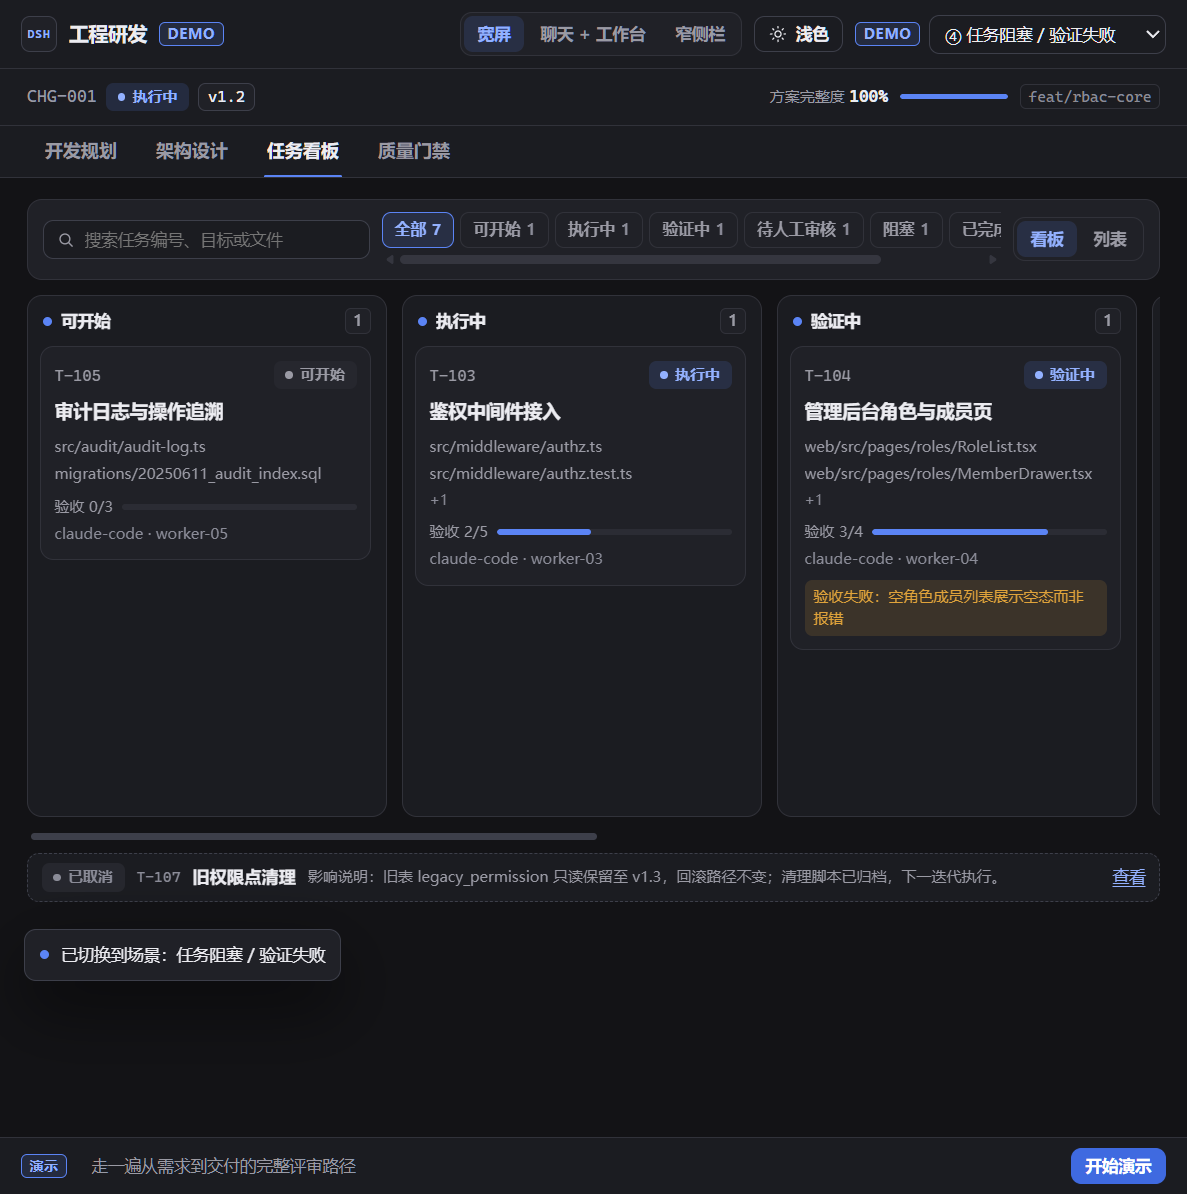 DSH 工程研发 DEMO 宽屏 聊天 + 工作台 窄侧栏 浅色 DEMO ④ 任务阻塞 / 验证失败
CHG-001 执行中 v1.2 方案完整度 100% feat/rbac-core
开发规划 架构设计 任务看板 质量门禁
搜索任务编号、目标或文件 全部 7 可开始 1 执行中 1 验证中 1 待人工审核 1 阻塞 1 已完成 看板 列表
可开始 1
T-105 可开始
审计日志与操作追溯
src/audit/audit-log.ts
migrations/20250611_audit_index.sql
验收 0/3
claude-code · worker-05
执行中 1
T-103 执行中
鉴权中间件接入
src/middleware/authz.ts
src/middleware/authz.test.ts
+1
验收 2/5
claude-code · worker-03
验证中 1
T-104 验证中
管理后台角色与成员页
web/src/pages/roles/RoleList.tsx
web/src/pages/roles/MemberDrawer.tsx
+1
验收 3/4
claude-code · worker-04
验收失败：空角色成员列表展示空态而非
报错
已取消 T-107 旧权限点清理 影响说明：旧表 legacy_permission 只读保留至 v1.3，回滚路径不变；清理脚本已归档，下一迭代执行。 查看
已切换到场景：任务阻塞 / 验证失败
演示 走一遍从需求到交付的完整评审路径 开始演示